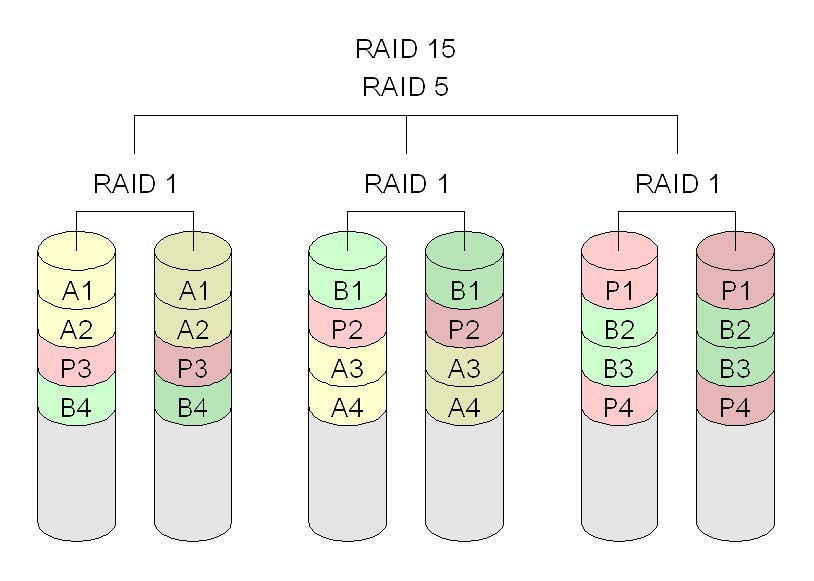 RAID 15
RAID 5
RAID 1 RAID 1 RAID 1
A1 A1 B1 B1 P1 P1
A2 A2 P2 P2 B2 B2
P3 P3 A3 A3 B3 B3
B4 B4 A4 A4 P4 P4